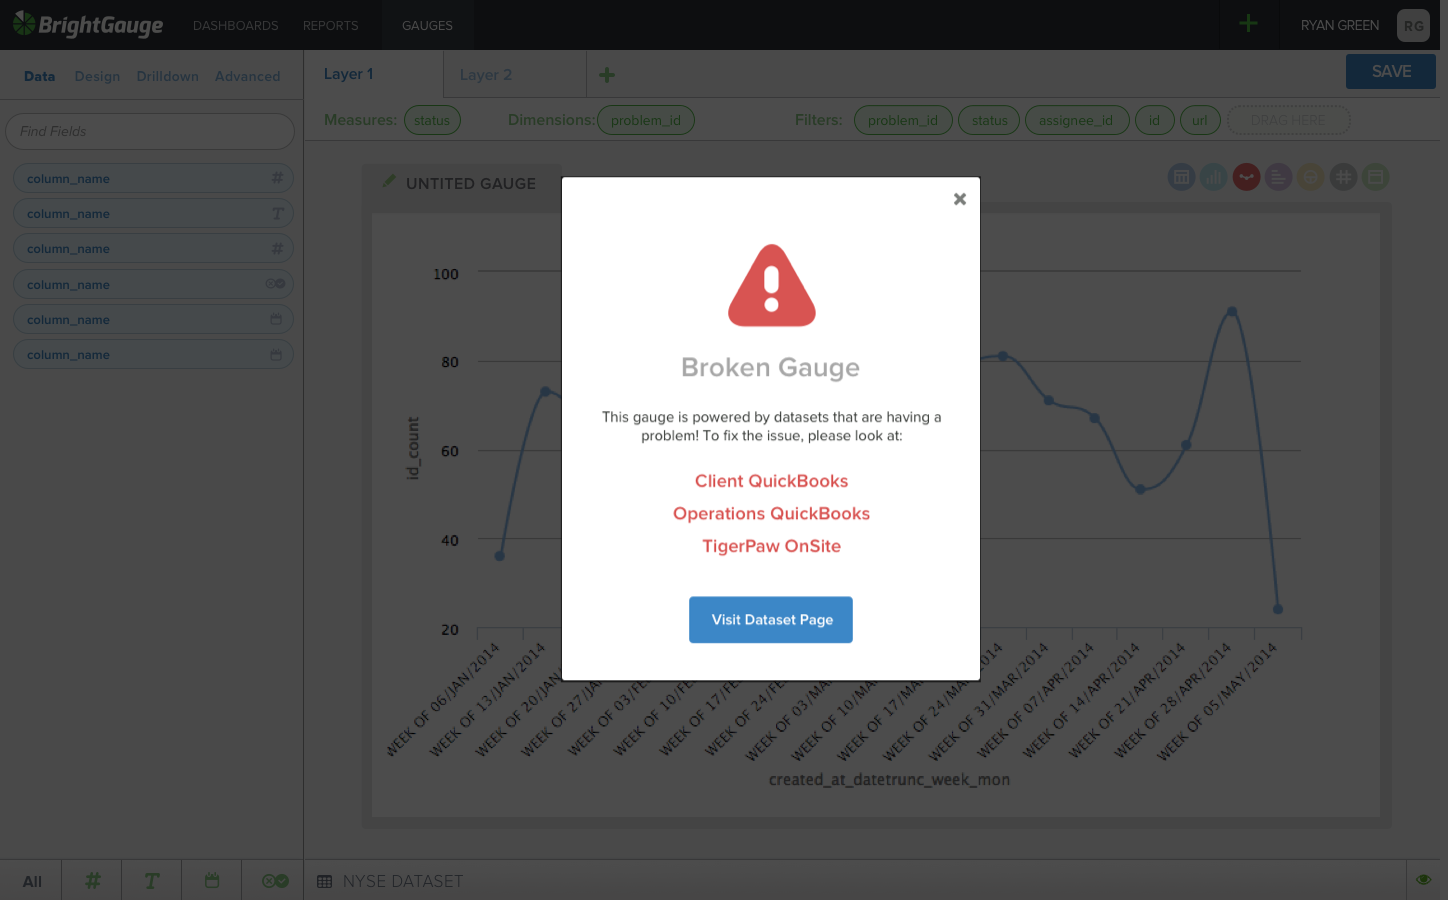 BrightGauge
DASHBOARDS
REPORTS
GAUGES
RYAN GREEN
RG
Data
Design
Drilldown
Advanced
Layer 1
Layer 2
SAVE
Find Fields
Measures: status
Dimensions: problem_id
Filters: problem_id status assignee_id id url DRAG HERE
column_name
column_name
column_name
column_name
column_name
column_name
UNTITED GAUGE
Broken Gauge
This gauge is powered by datasets that are having a
problem! To fix the issue, please look at:
Client QuickBooks
Operations QuickBooks
TigerPaw OnSite
Visit Dataset Page
id_count
100
80
60
40
20
WEEK OF 06/JAN/2014
WEEK OF 13/JAN/2014
WEEK OF 20/JAN/
WEEK OF 27/JA
WEEK OF 03/FE
WEEK OF 10/FE
WEEK OF 17/FE
WEEK OF 24/FE
WEEK OF 03/MA
WEEK OF 10/MA
WEEK OF 17/MA
WEEK OF 24/MA 2014
WEEK OF 31/MAR/2014
WEEK OF 07/APR/2014
WEEK OF 14/APR/2014
WEEK OF 21/APR/2014
WEEK OF 28/APR/2014
WEEK OF 05/MAY/2014
created_at_datetrunc_week_mon
All
NYSE DATASET